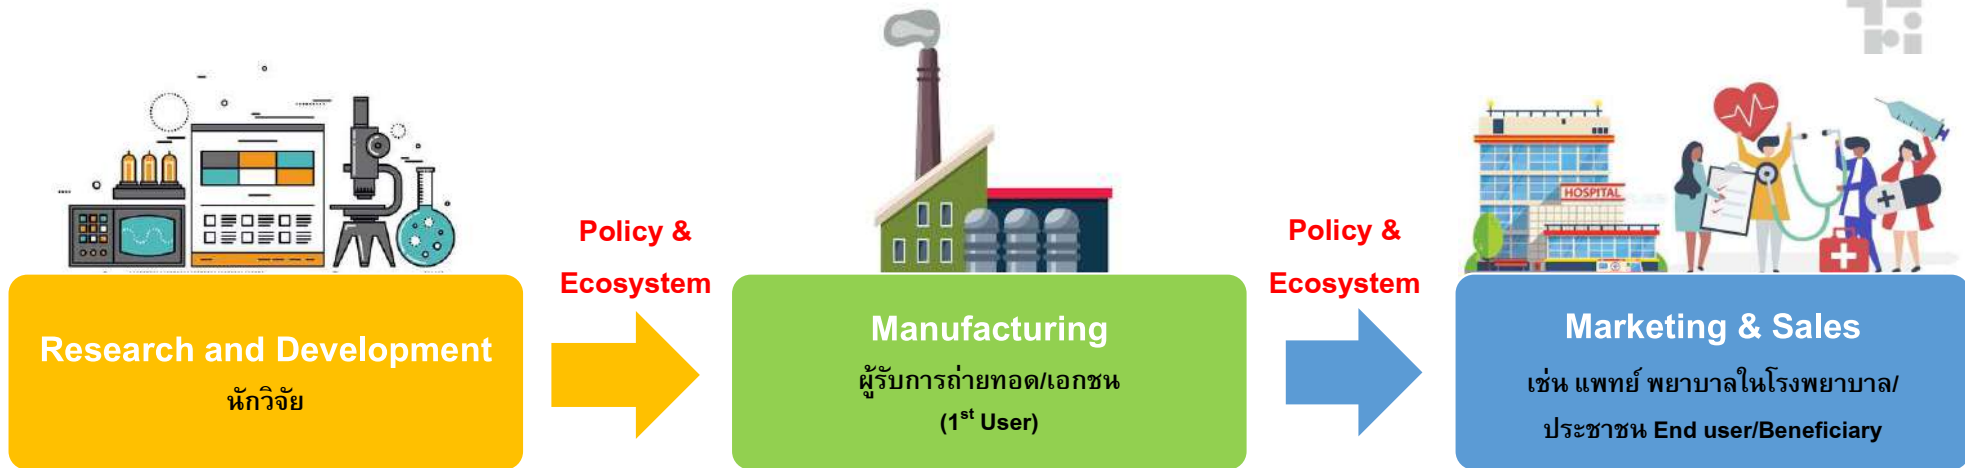 Research and Development
นักวิจัย
Policy &
Ecosystem
Manufacturing
ผู้รับการถ่ายทอด/เอกชน
(1st User)
Policy &
Ecosystem
HOSPITAL
Marketing & Sales
เช่น แพทย์ พยาบาลในโรงพยาบาล/
ประชาชน End user/Beneficiary